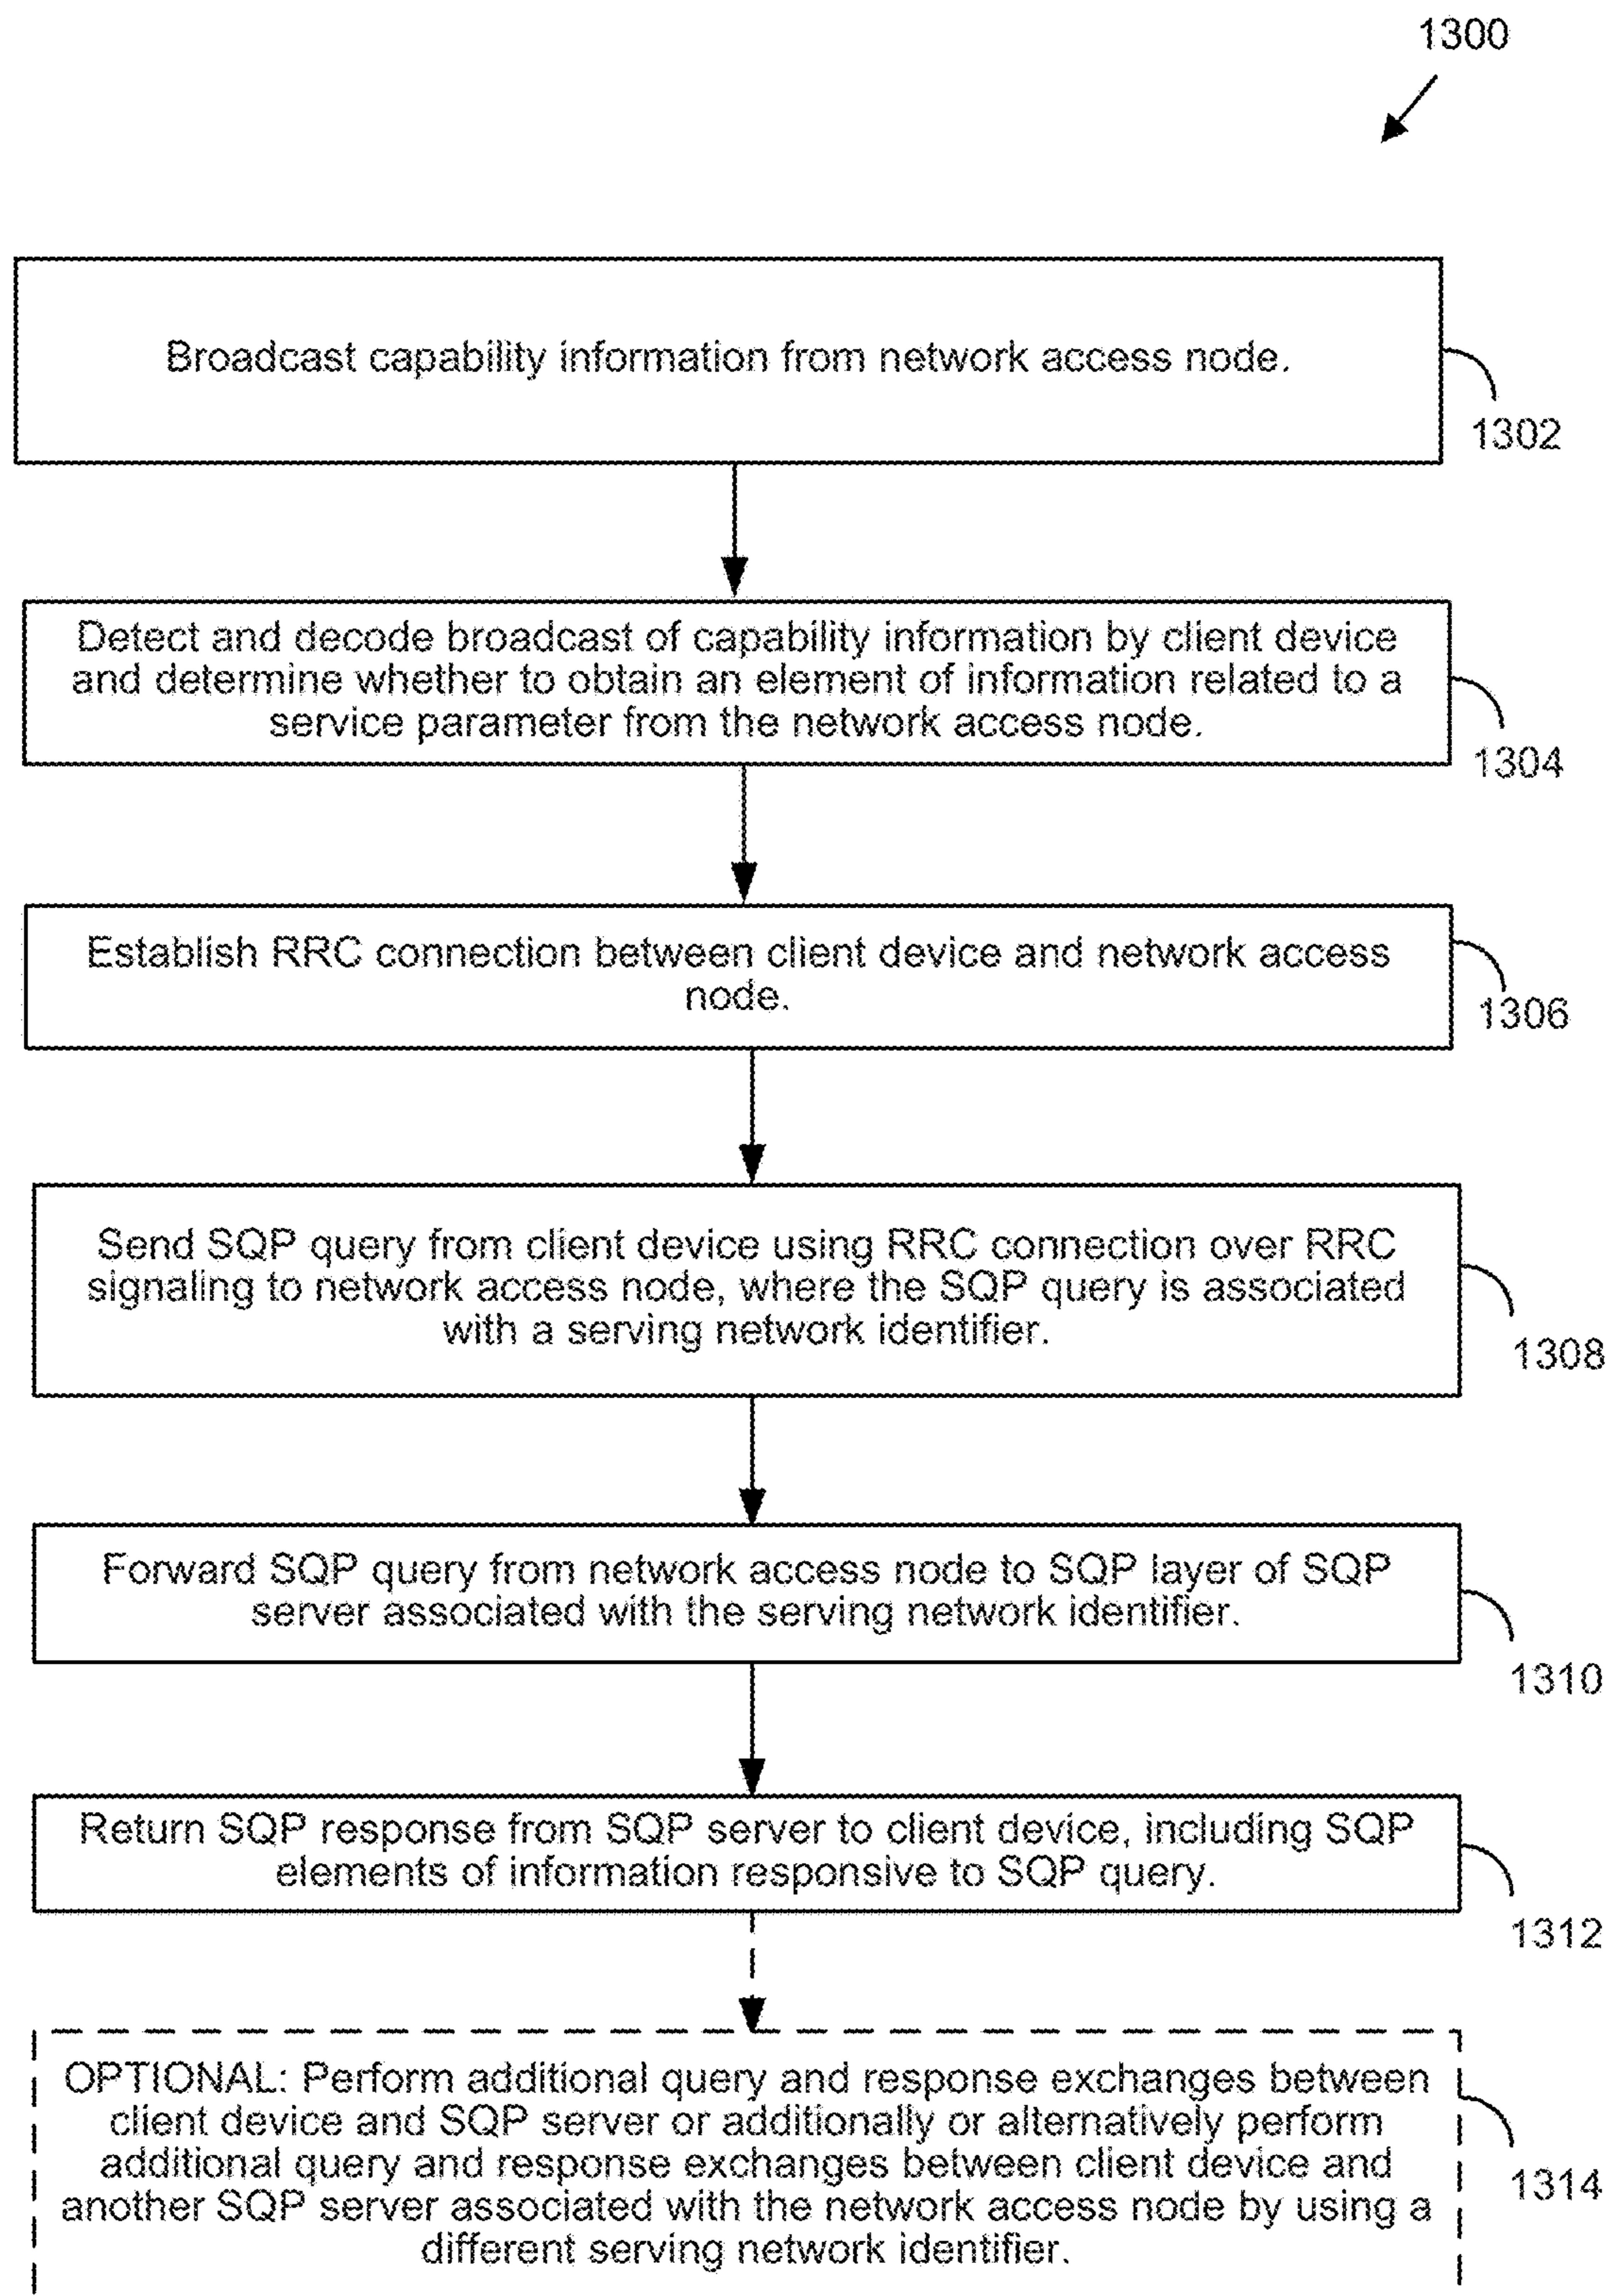 1300
Broadcast capability information from network access node.
1302
Detect and decode broadcast of capability information by client device
and determine whether to obtain an element of information related to a
service parameter from the network access node.
1304
Establish RRC connection between client device and network access
node.
1306
Send SQP query from client device using RRC connection over RRC
signaling to network access node, where the SQP query is associated
with a serving network identifier.
1308
Forward SQP query from network access node to SQP layer of SQP
server associated with the serving network identifier.
1310
Return SQP response from SQP server to client device, including SQP
elements of information responsive to SQP query.
1312
OPTIONAL: Perform additional query and response exchanges between
client device and SQP server or additionally or alternatively perform
additional query and response exchanges between client device and
another SQP server associated with the network access node by using a
different serving network identifier.
1314